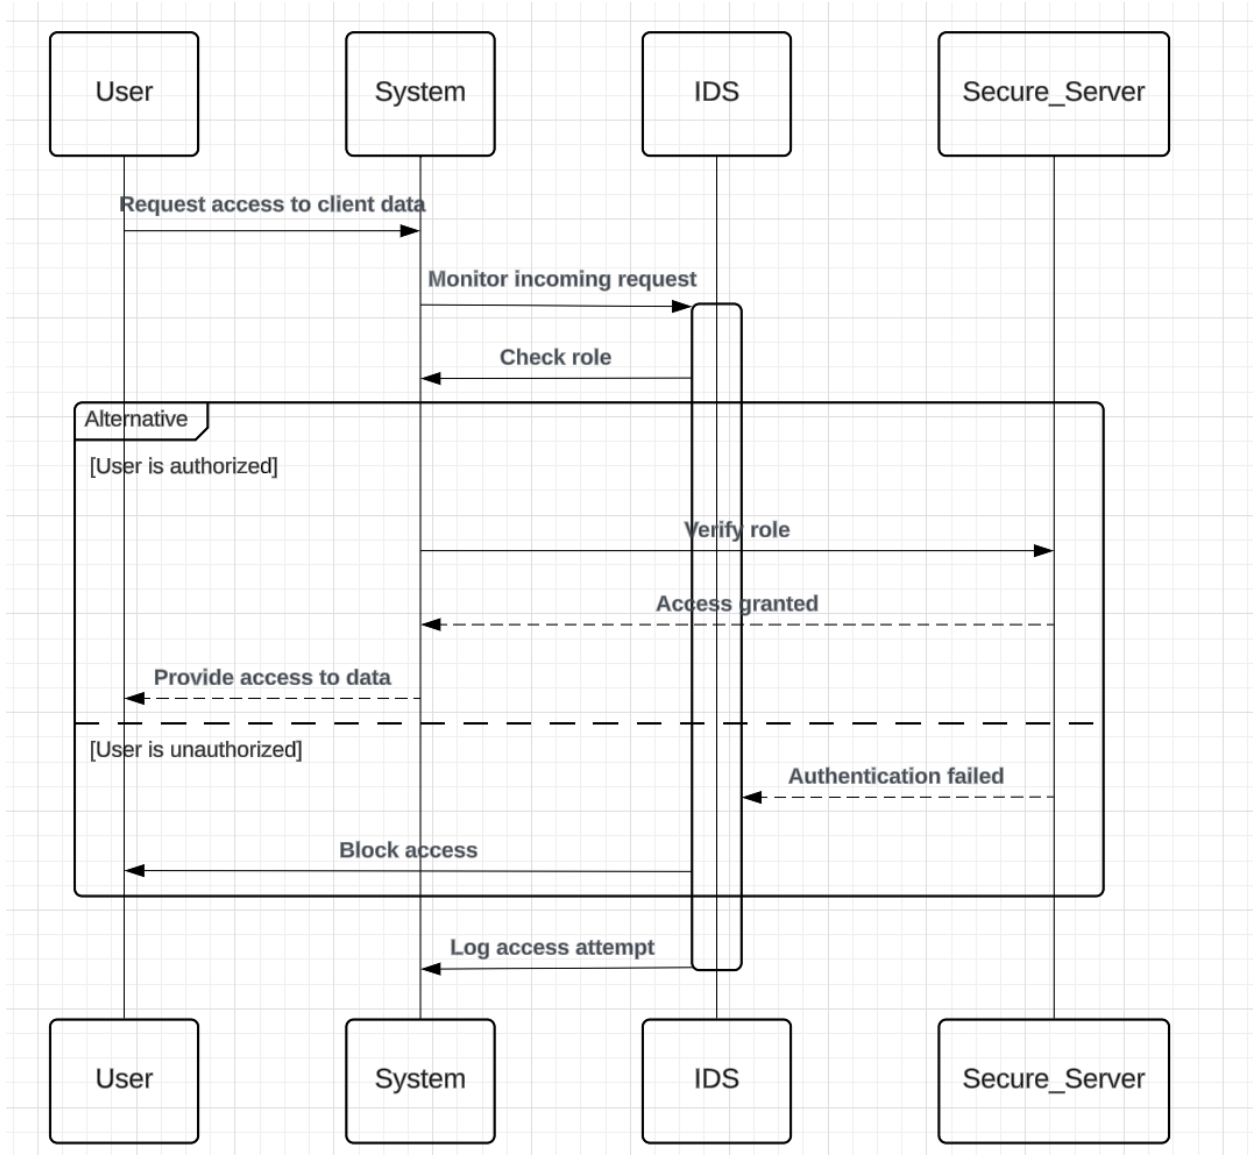 User
System
IDS
Secure_Server
Request access to client data
Monitor incoming request
Check role
Alternative
[User is authorized]
Verify role
Access granted
Provide access to data
[User is unauthorized]
Authentication failed
Block access
Log access attempt
User
System
IDS
Secure_Server